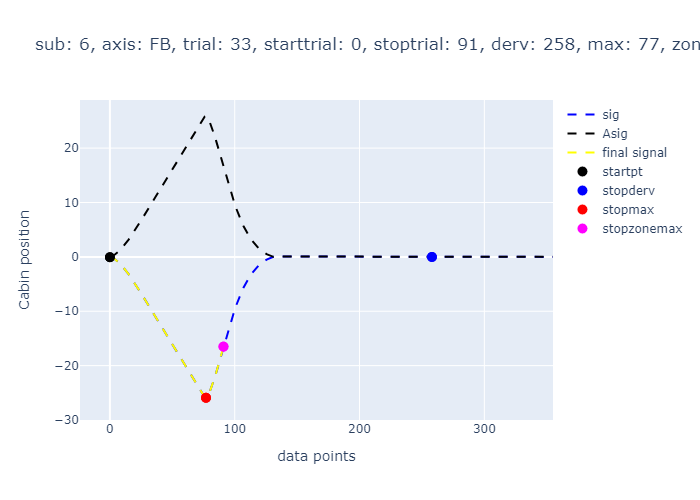 sub: 6, axis: FB, trial: 33, starttrial: 0, stoptrial: 91, derv: 258, max: 77, zon
sig
Asig
final signal
startpt
stopderv
stopmax
stopzonemax
Cabin position
20
10
0
−10
−20
−30
0
100
200
300
data points